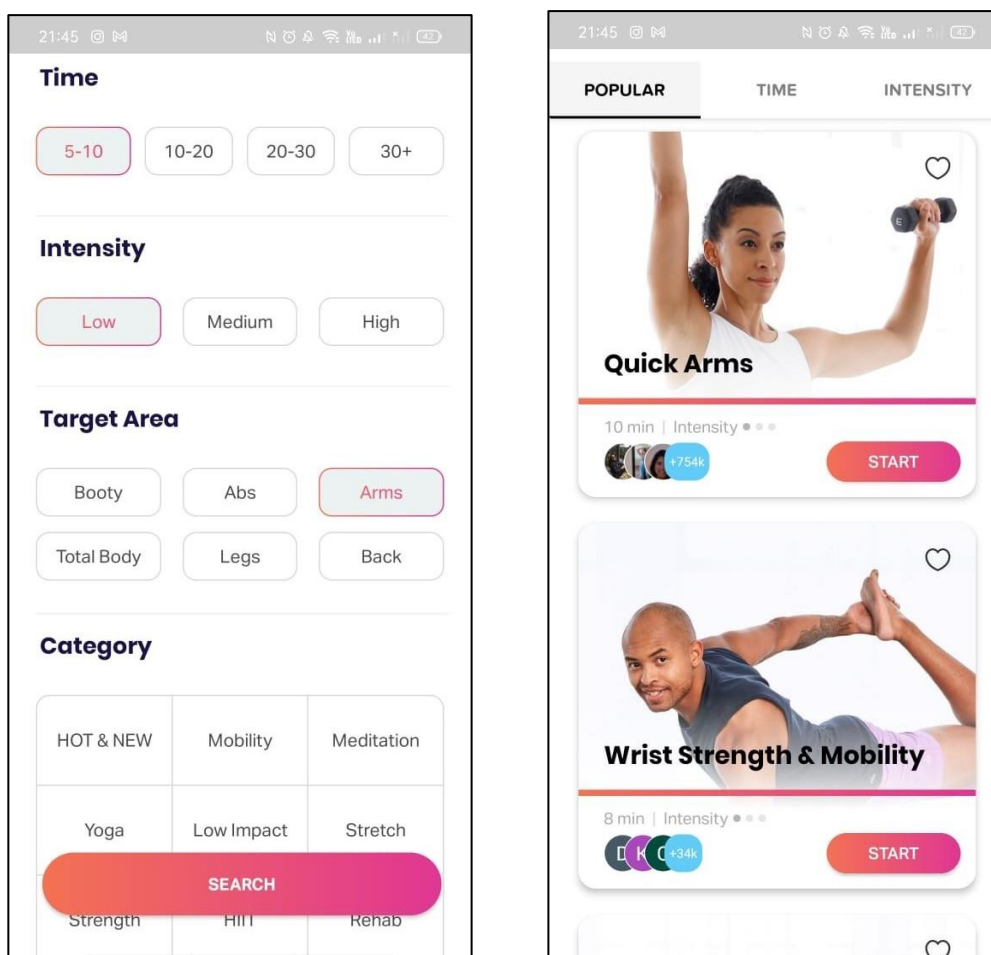 21:45
42
Time
5-10 10-20 20-30 30+
Intensity
Low Medium High
Target Area
Booty Abs Arms
Total Body Legs Back
Category
HOT & NEW Mobility Meditation
Yoga Low Impact Stretch
SEARCH
Strength HIIT Rehab
21:45
42
POPULAR TIME INTENSITY
Quick Arms
10 min | Intensity
+754k
START
Wrist Strength & Mobility
8 min | Intensity
D K +34k
START